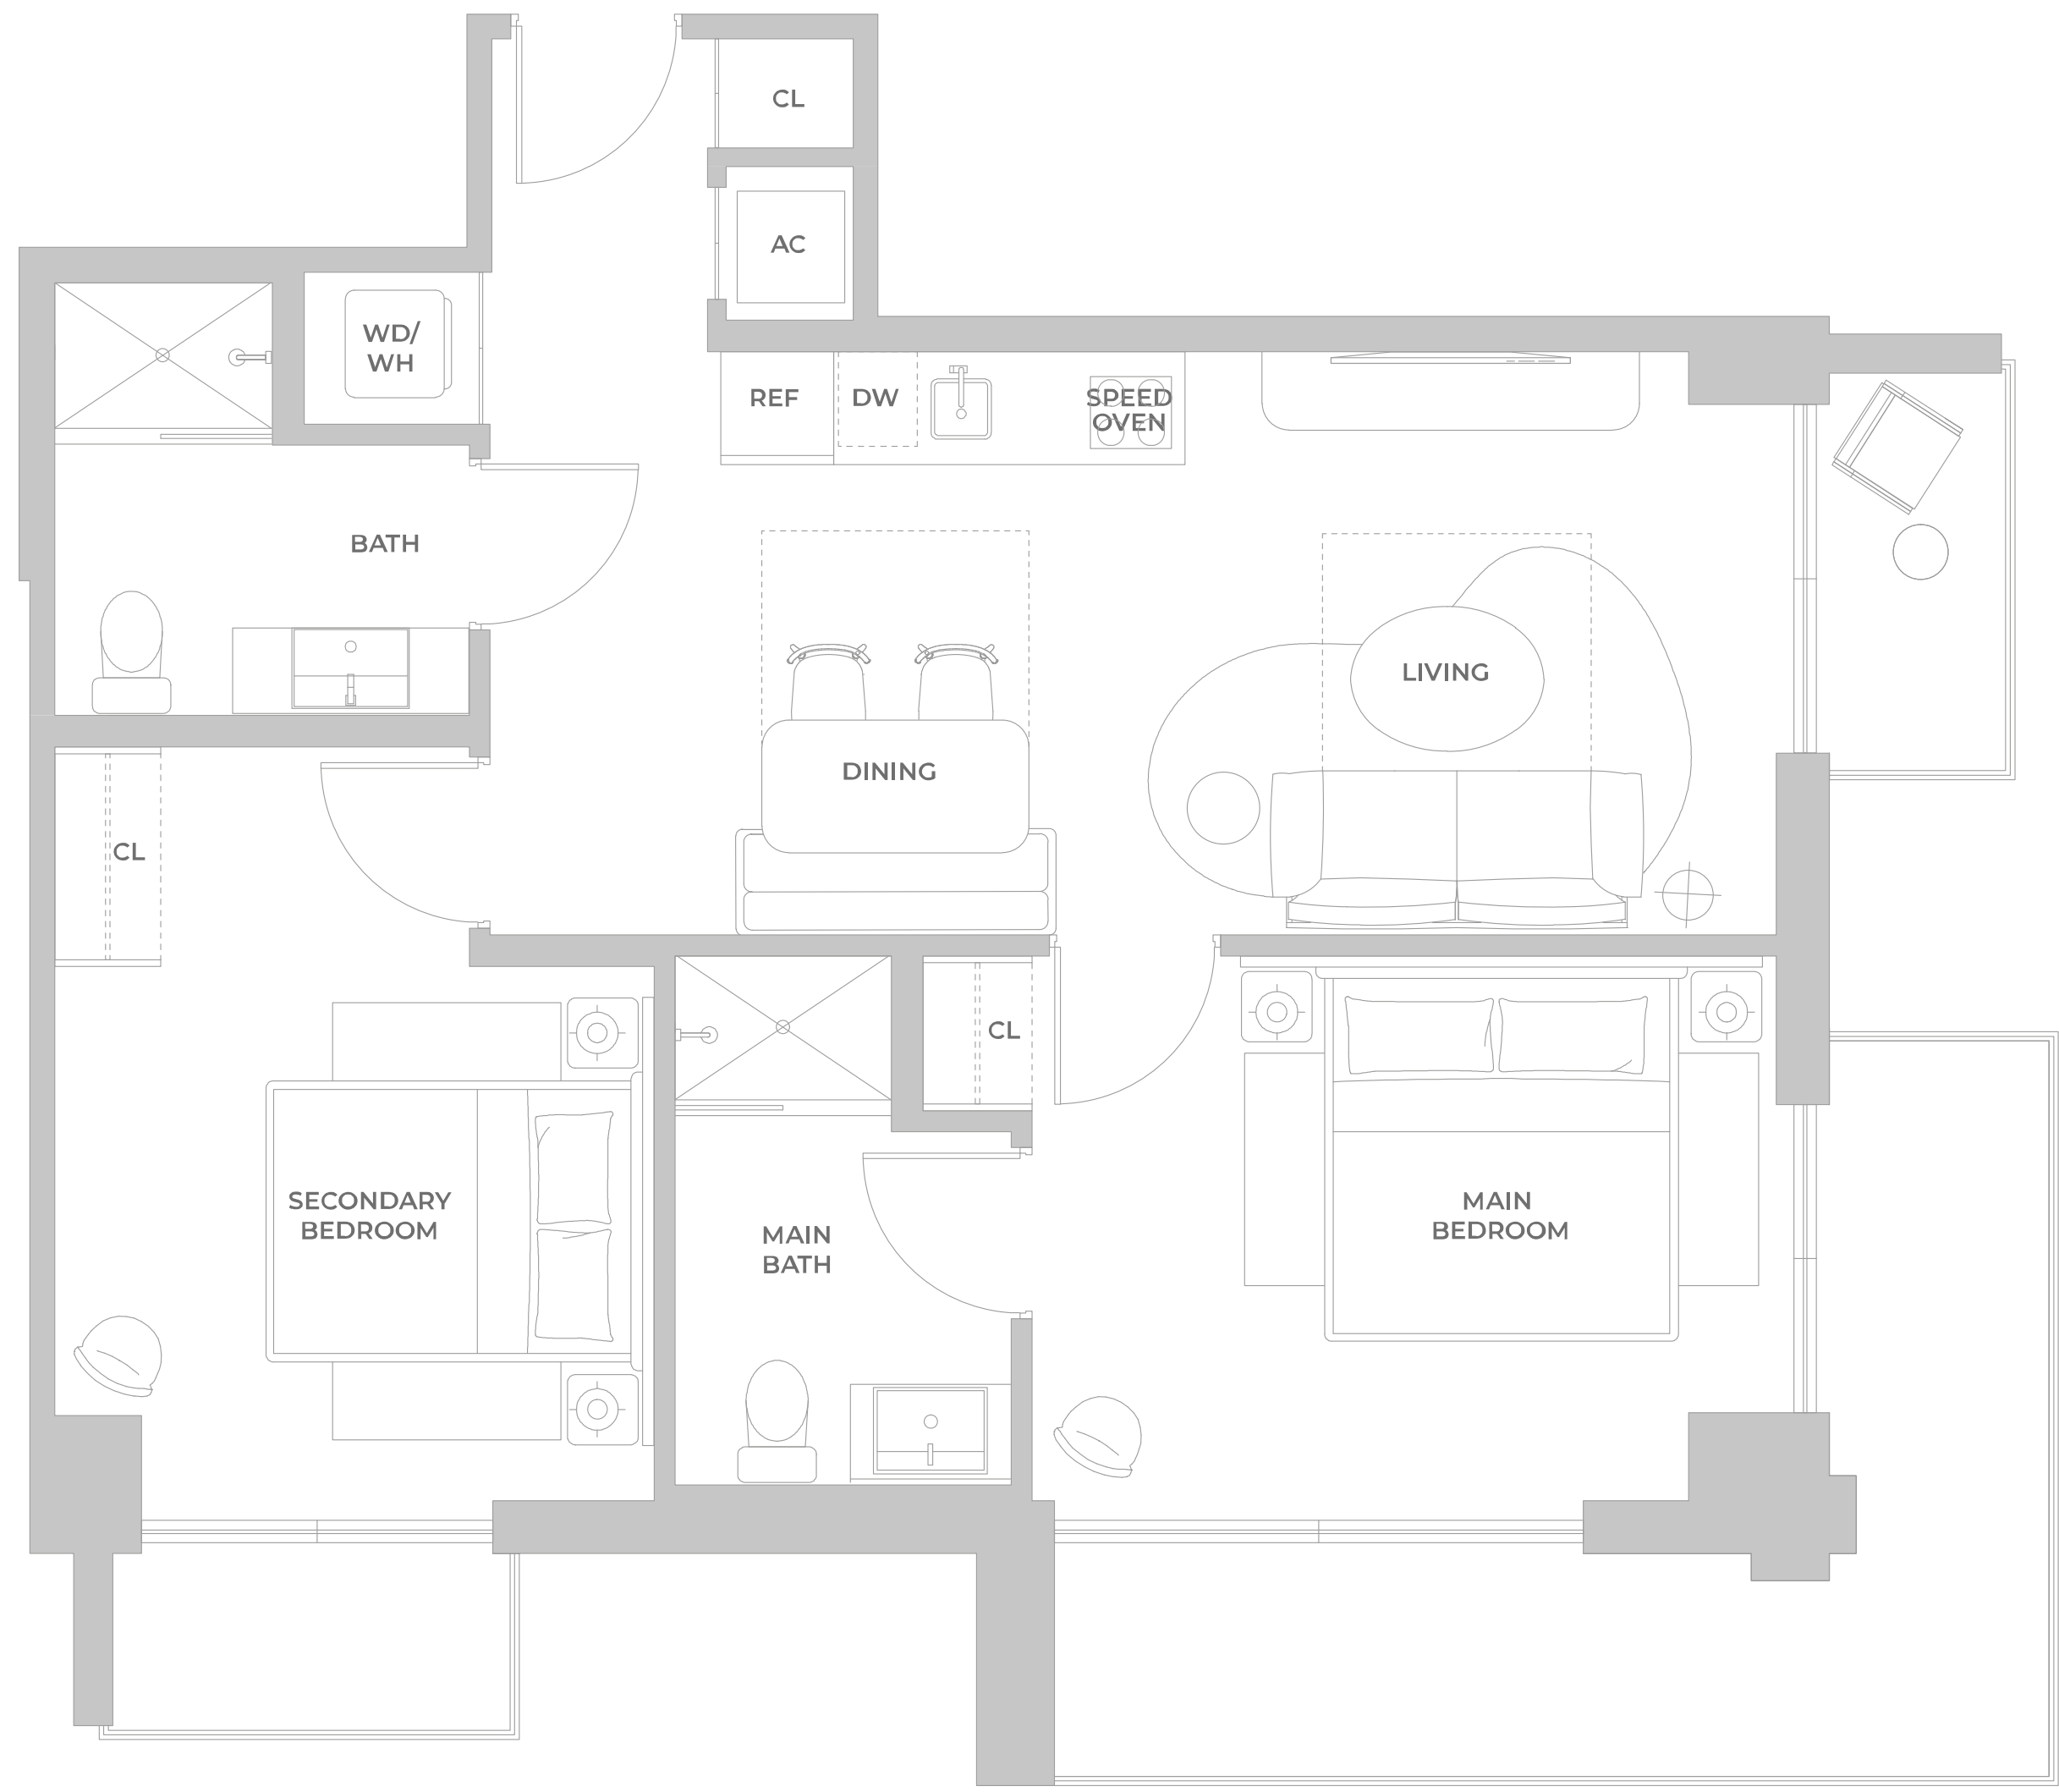 CL
AC
WD/
WH
REF
DW
SPEED
OVEN
BATH
LIVING
DINING
CL
CL
SECONDARY
BEDROOM
MAIN
BATH
MAIN
BEDROOM